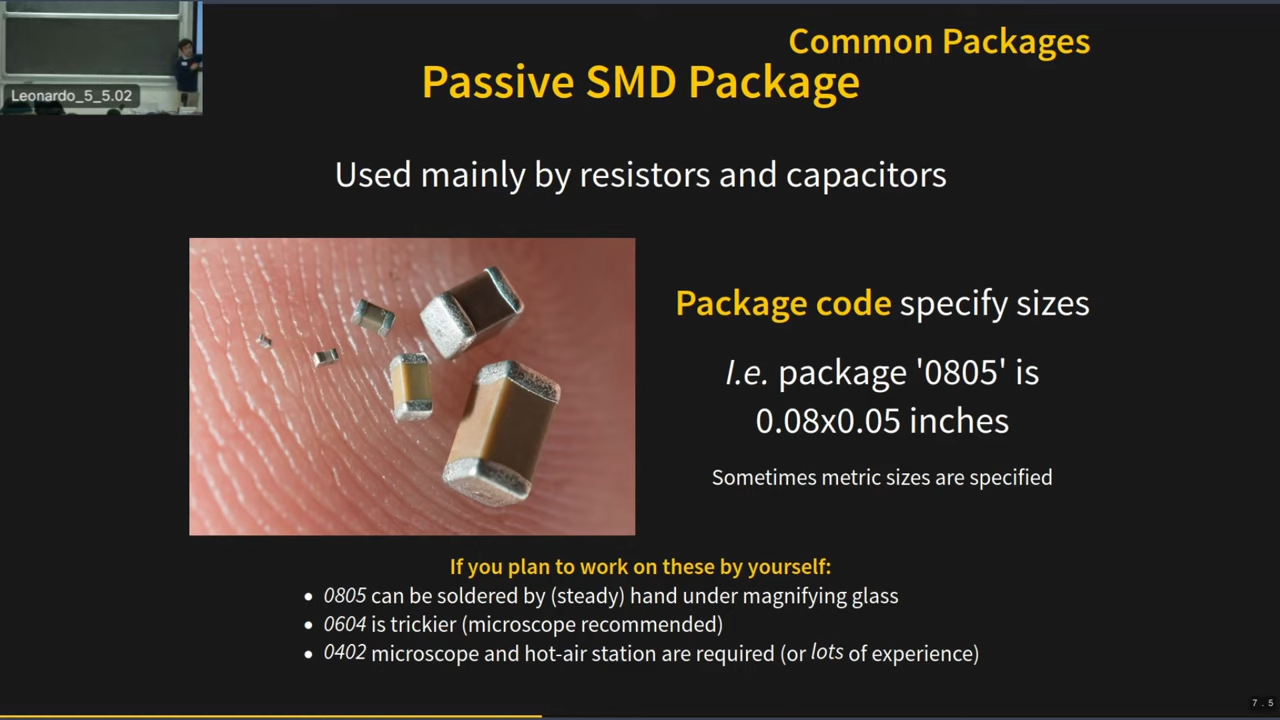 Common Packages
Passive SMD Package
Leonardo_5_5.02
Used mainly by resistors and capacitors
Package code specify sizes
I.e. package '0805' is
0.08x0.05 inches
Sometimes metric sizes are specified
If you plan to work on these by yourself:
• 0805 can be soldered by (steady) hand under magnifying glass
• 0604 is trickier (microscope recommended)
• 0402 microscope and hot-air station are required (or lots of experience)
7.5